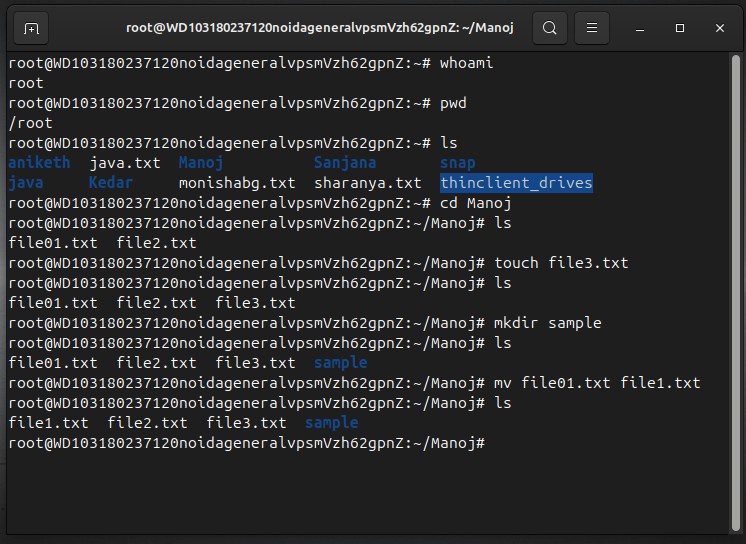 root@WD103180237120noidageneralvpsmVzh62gpnZ: ~/Manoj
root@WD103180237120noidageneralvpsmVzh62gpnZ:~# whoami
root
root@WD103180237120noidageneralvpsmVzh62gpnZ:~# pwd
/root
root@WD103180237120noidageneralvpsmVzh62gpnZ:~# ls
aniketh  java.txt  Manoj          Sanjana       snap
java     Kedar     monishabg.txt  sharanya.txt  thinclient_drives
root@WD103180237120noidageneralvpsmVzh62gpnZ:~# cd Manoj
root@WD103180237120noidageneralvpsmVzh62gpnZ:~/Manoj# ls
file01.txt  file2.txt
root@WD103180237120noidageneralvpsmVzh62gpnZ:~/Manoj# touch file3.txt
root@WD103180237120noidageneralvpsmVzh62gpnZ:~/Manoj# ls
file01.txt  file2.txt  file3.txt
root@WD103180237120noidageneralvpsmVzh62gpnZ:~/Manoj# mkdir sample
root@WD103180237120noidageneralvpsmVzh62gpnZ:~/Manoj# ls
file01.txt  file2.txt  file3.txt  sample
root@WD103180237120noidageneralvpsmVzh62gpnZ:~/Manoj# mv file01.txt file1.txt
root@WD103180237120noidageneralvpsmVzh62gpnZ:~/Manoj# ls
file1.txt  file2.txt  file3.txt  sample
root@WD103180237120noidageneralvpsmVzh62gpnZ:~/Manoj#